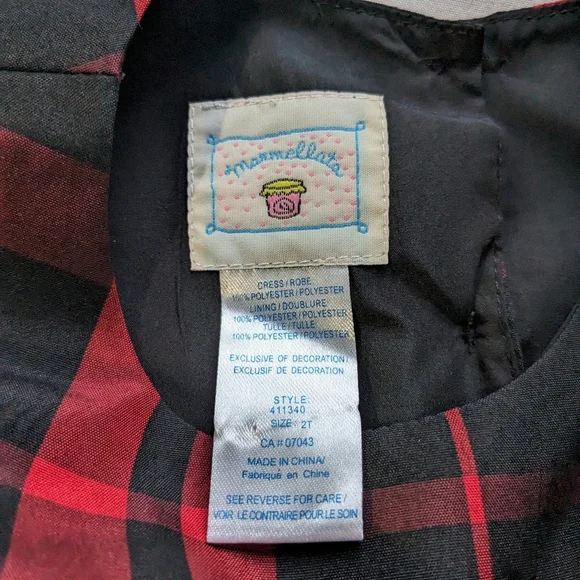 marmellata
DRESS / ROBE
100% POLYESTER / POLYESTER
LINING / DOUBLURE
100% POLYESTER / POLYESTER
TULLE / TULLE
100% POLYESTER / POLYESTER
EXCLUSIVE OF DECORATION/
EXCLUSIF DE DECORATION
STYLE:
411340
SIZE: 2T
CA # 07043
MADE IN CHINA/
Fabriqué en Chine
SEE REVERSE FOR CARE /
VOIR LE CONTRAIRE POUR LE SOIN